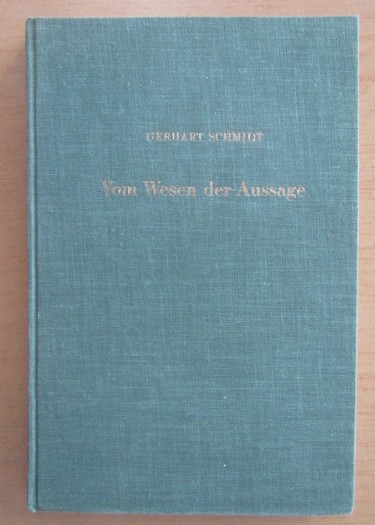 GERHART SCHMIDT
Vom Wesen der Aussage